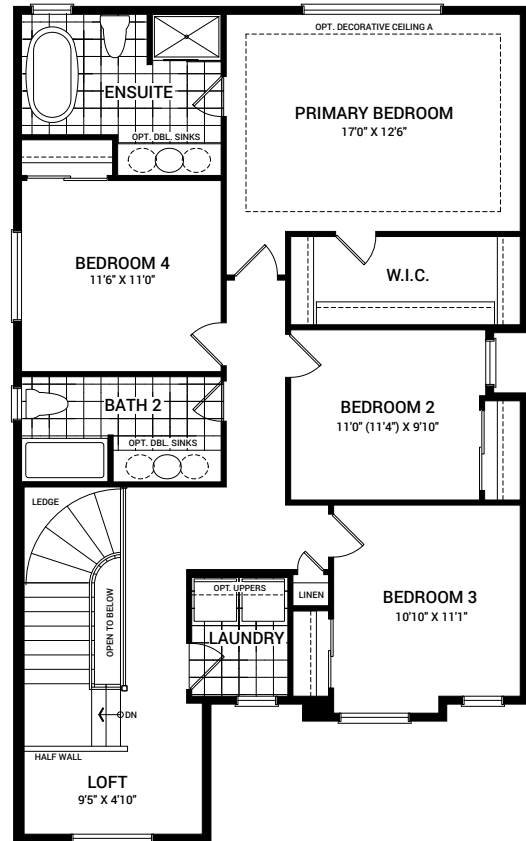 OPT. DECORATIVE CEILING A
ENSUITE
PRIMARY BEDROOM
17'0" X 12'6"
OPT. DBL. SINKS
BEDROOM 4
11'6" X 11'0"
W.I.C.
BATH 2
OPT. DBL. SINKS
BEDROOM 2
11'0" (11'4") X 9'10"
LEDGE
OPEN TO BELOW
OPT. UPPERS
LINEN
BEDROOM 3
10'10" X 11'1"
LAUNDRY
DN
HALF WALL
LOFT
9'5" X 4'10"